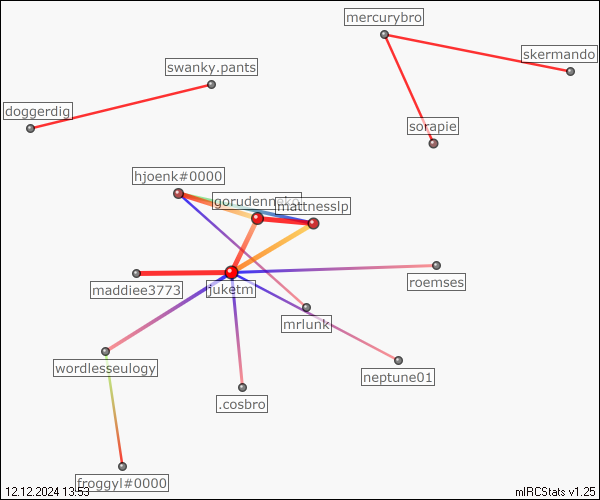 mercurybro
skermando
swanky.pants
doggerdig
sorapie
hjoenk#0000
mattnesslp
juketm
maddiee3773
roemses
mrlunk
wordlesseulogy
neptune01
.cosbro
froggyl#0000
12.12.2024 13:53
mIRCStats v1.25